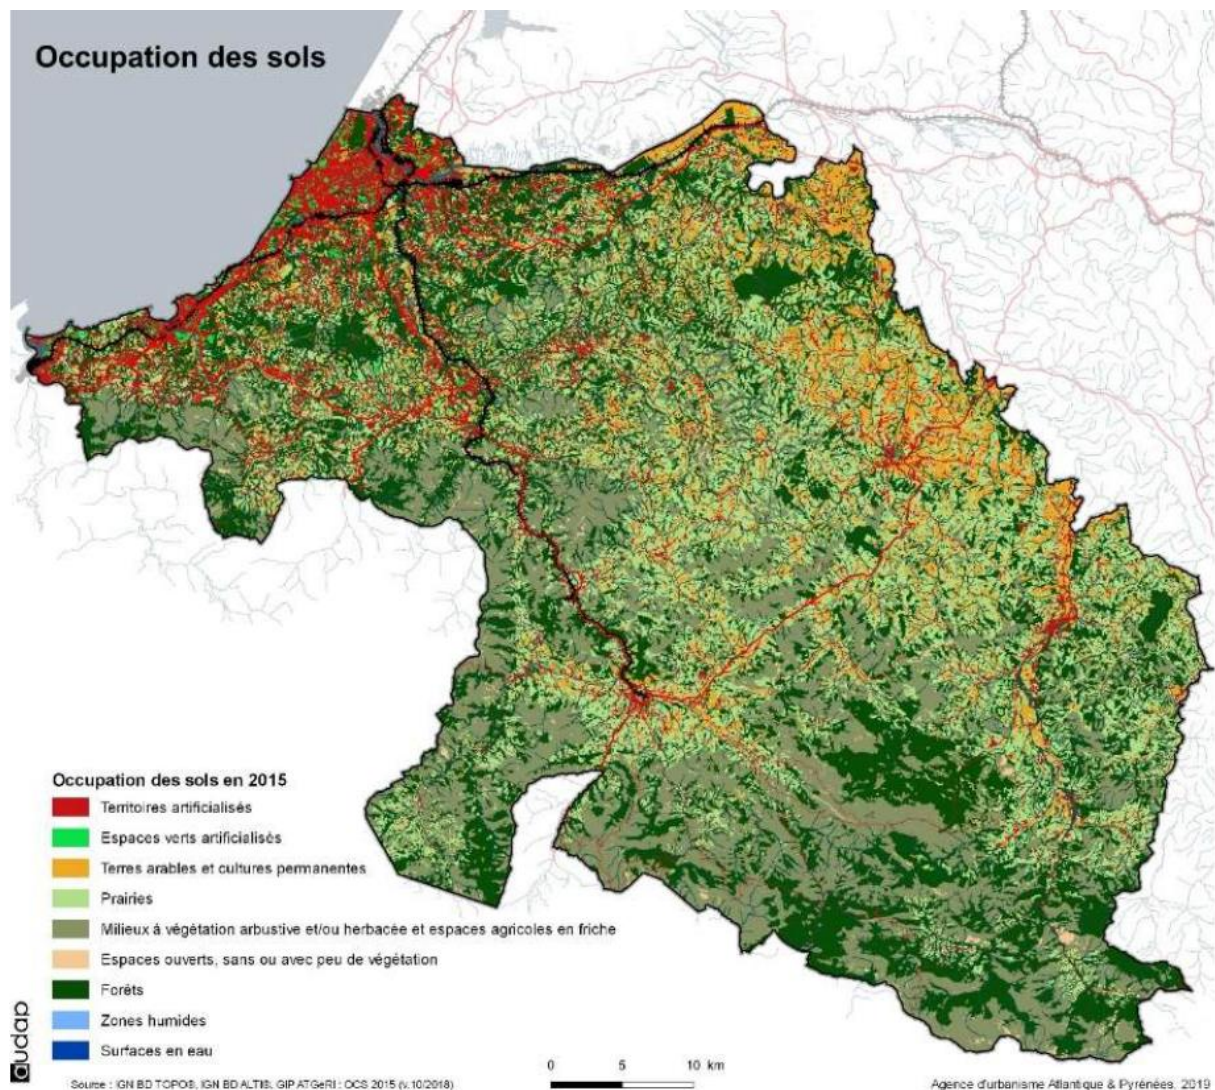 Occupation des sols
Occupation des sols en 2015
Territoires artificialisés
Espaces verts artificialisés
Terres arables et cultures permanentes
Prairies
Milieux à végétation arbustive et/ou herbacée et espaces agricoles en friche
Espaces ouverts, sans ou avec peu de végétation
Forêts
Zones humides
Surfaces en eau
audap
0 5 10 km
Source : IGN BD TOPO®, IGN BD ALTI®, GIP ATGeRI : OCS 2015 (v.10/2018)
Agence d'urbanisme Atlantique & Pyrénées, 2019